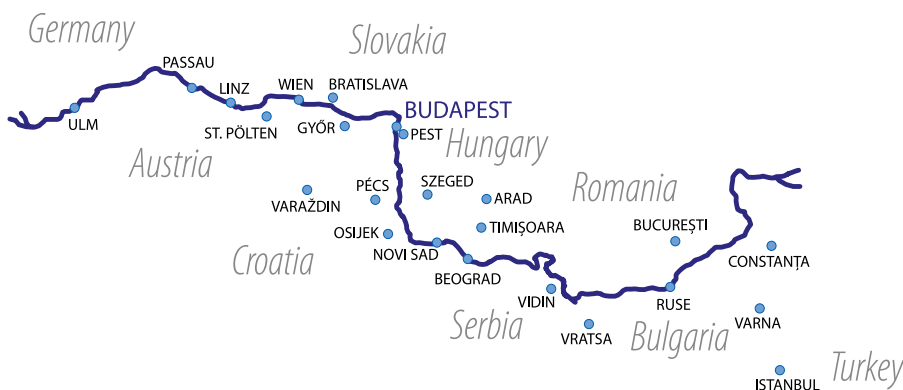 Germany
Slovakia
PASSAU
LINZ
WIEN
BRATISLAVA
ULM
ST. PÖLTEN
GYŐR
BUDAPEST
PEST
Hungary
Austria
VARAŽDIN
PÉCS
SZEGED
ARAD
Romania
OSIJEK
TIMIȘOARA
BUCUREȘTI
Croatia
NOVI SAD
CONSTANȚA
BEOGRAD
VIDIN
RUSE
Serbia
VRATSA
Bulgaria
VARNA
Turkey
ISTANBUL